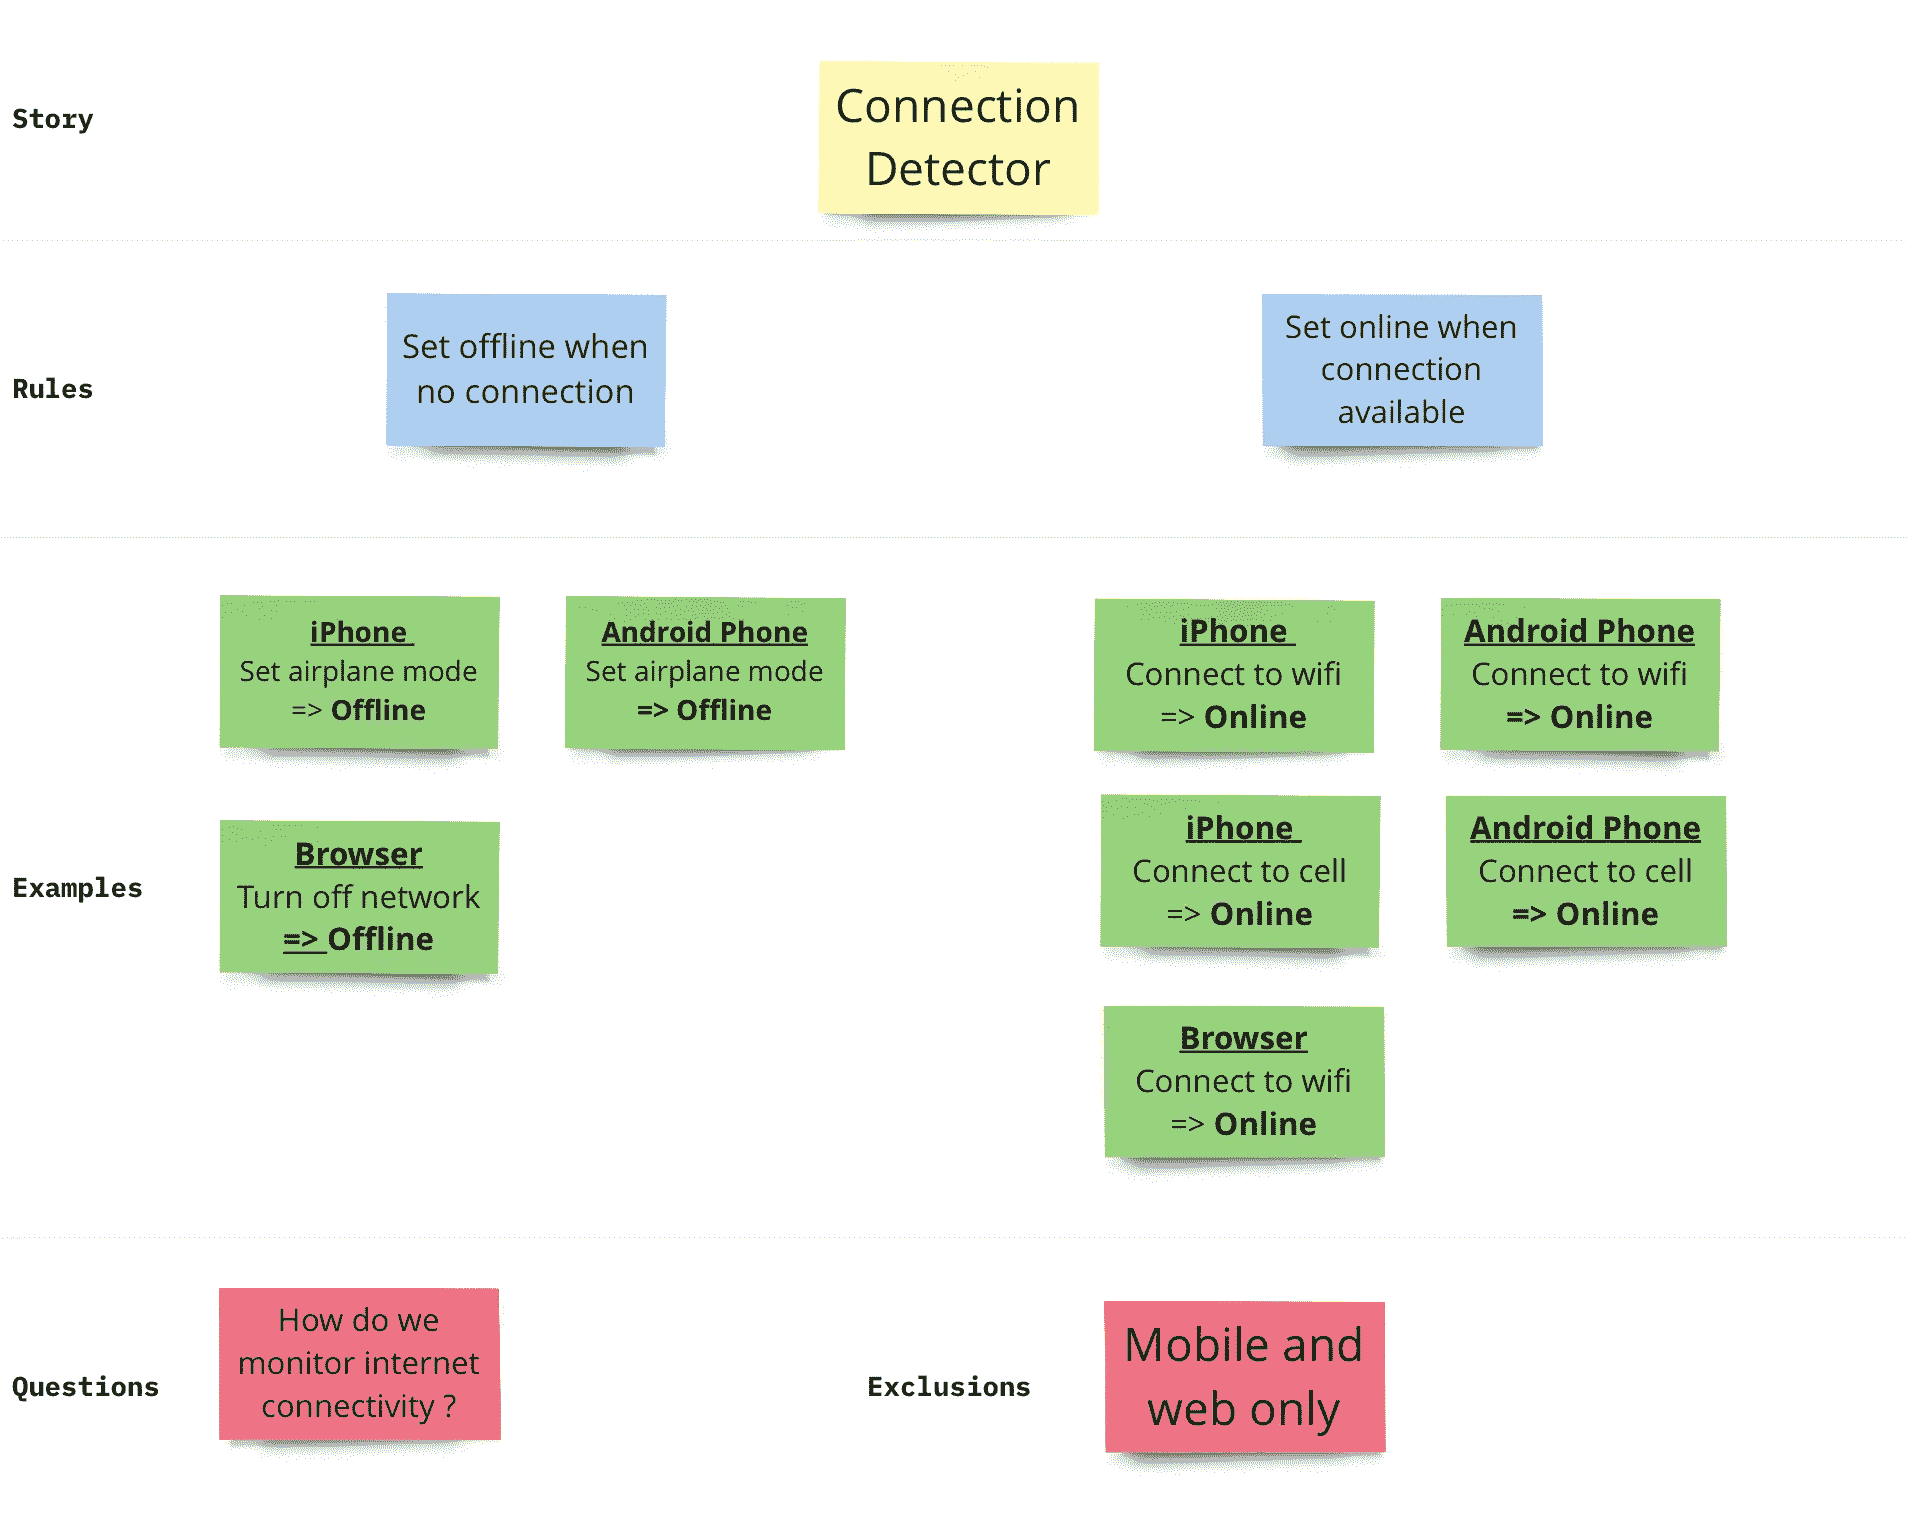 Story
Connection
Detector
Rules
Set offline when
no connection
Set online when
connection
available
Examples
iPhone
Set airplane mode
=> Offline
Android Phone
Set airplane mode
=> Offline
Browser
Turn off network
=> Offline
iPhone
Connect to wifi
=> Online
Android Phone
Connect to wifi
=> Online
iPhone
Connect to cell
=> Online
Android Phone
Connect to cell
=> Online
Browser
Connect to wifi
=> Online
Questions
How do we
monitor internet
connectivity ?
Exclusions
Mobile and
web only